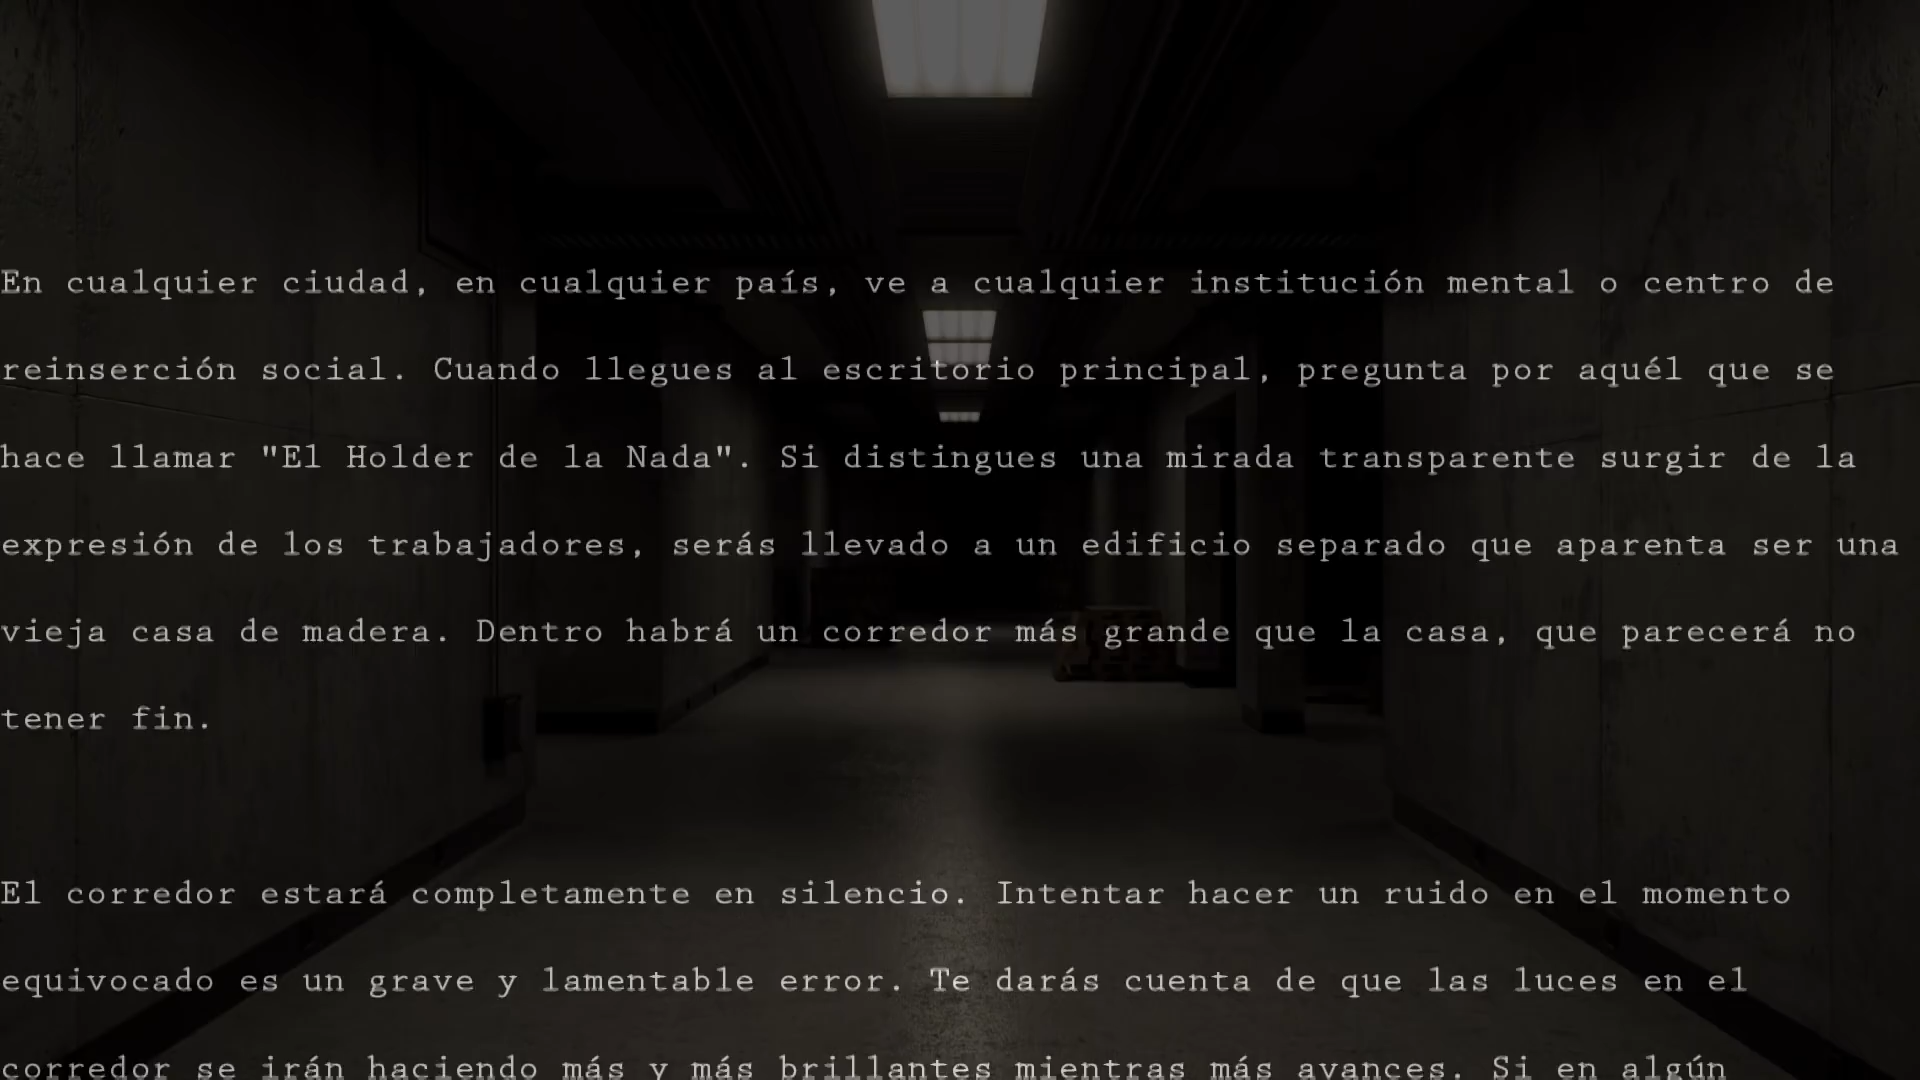 En cualquier ciudad, en cualquier país, ve a cualquier institución mental o centro de
reinserción social. Cuando llegues al escritorio principal, pregunta por aquél que se
hace llamar "El Holder de la Nada". Si distingues una mirada transparente surgir de la
expresión de los trabajadores, serás llevado a un edificio separado que aparenta ser una
vieja casa de madera. Dentro habrá un corredor más grande que la casa, que parecerá no
tener fin.
El corredor estará completamente en silencio. Intentar hacer un ruido en el momento
equivocado es un grave y lamentable error. Te darás cuenta de que las luces en el
corredor se irán haciendo más y más brillantes mientras más avances. Si en algún